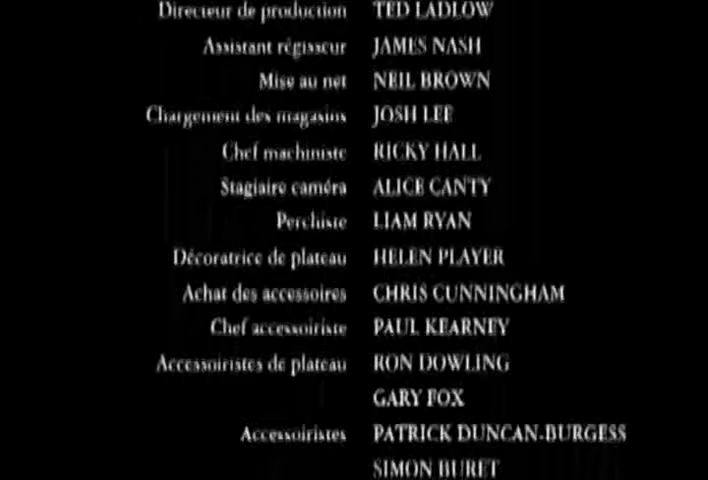 Directeur de production TED LADLOW
Assistant régisseur JAMES NASH
Mise au net NEIL BROWN
Chargement des magasins JOSH LEE
Chef machiniste RICKY HALL
Stagiaire caméra ALICE CANTY
Perchiste LIAM RYAN
Décoratrice de plateau HELEN PLAYER
Achat des accessoires CHRIS CUNNINGHAM
Chef accessoiriste PAUL KEARNEY
Accessoiristes de plateau RON DOWLING
GARY FOX
Accessoiristes PATRICK DUNCAN-BURGESS
SIMON BURET